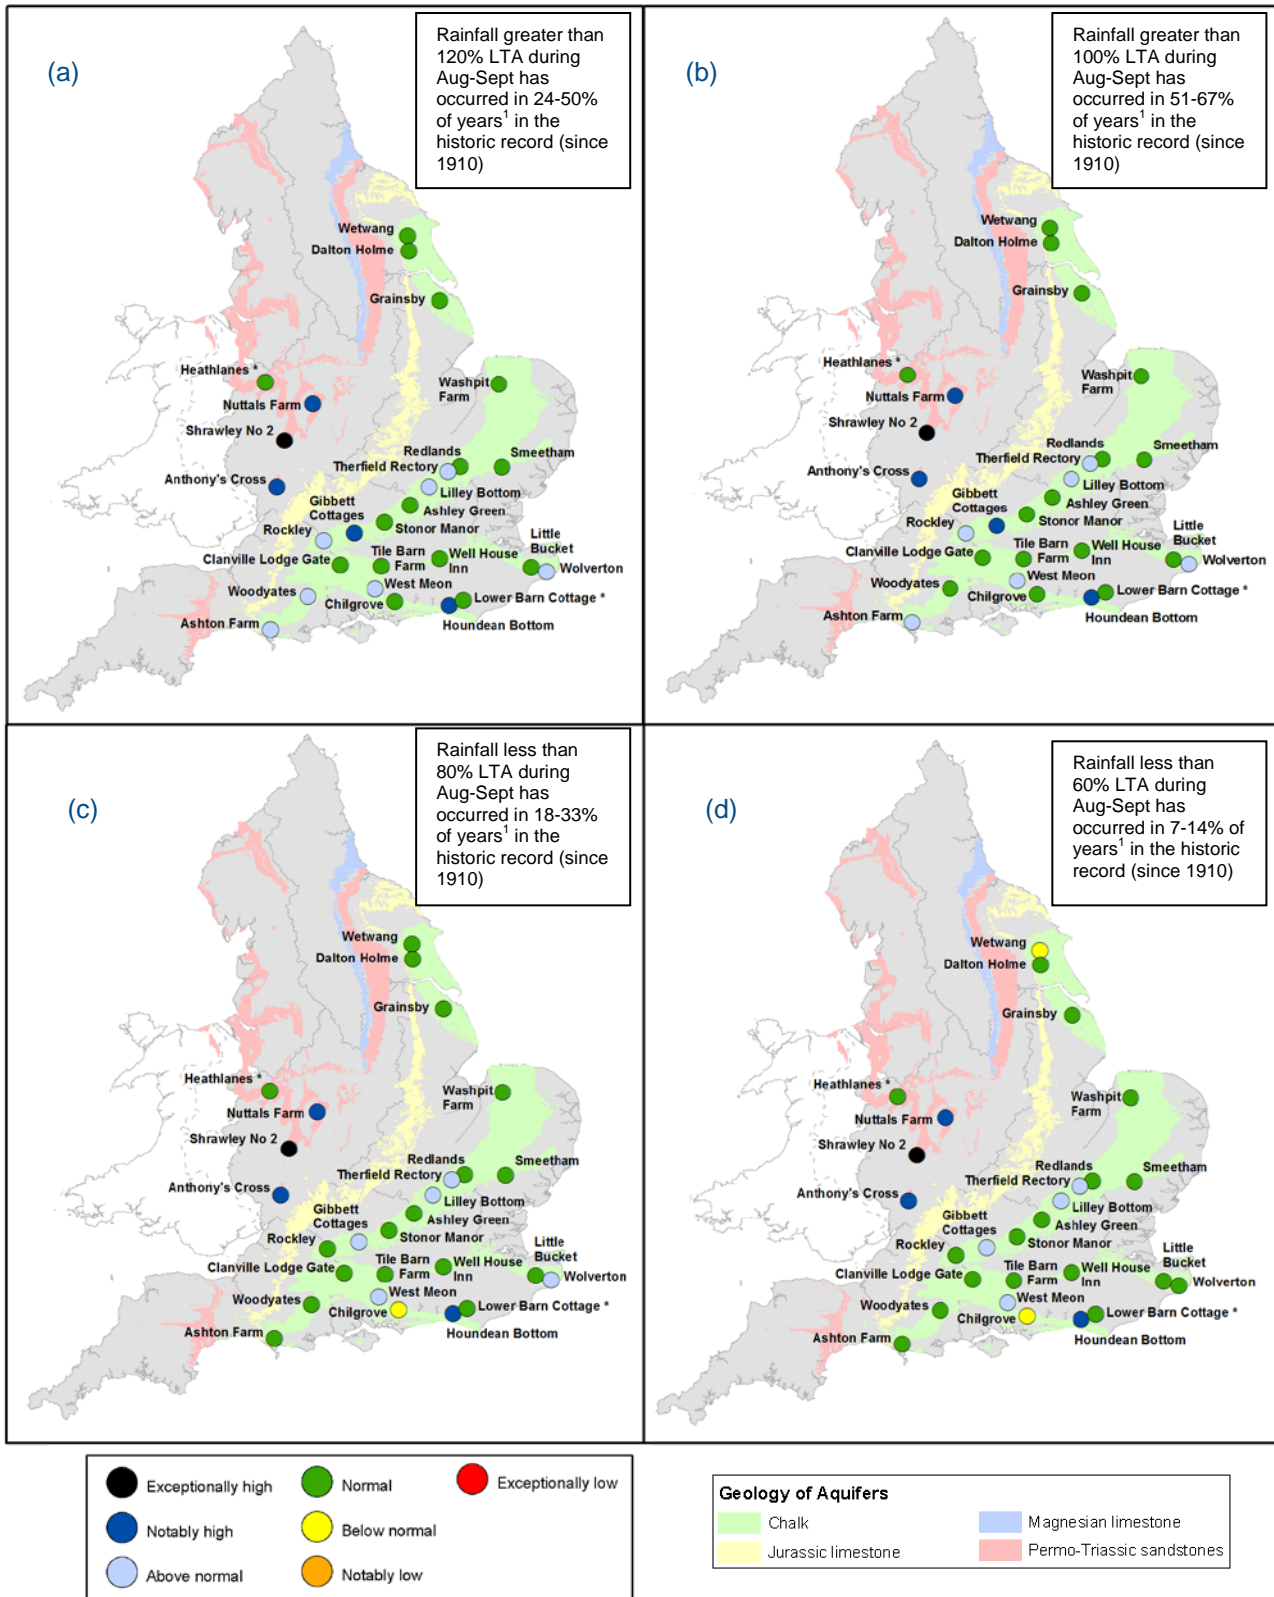 (a)
Rainfall greater than
120% LTA during
Aug-Sept has
occurred in 24-50%
of years¹ in the
historic record (since
1910)
Wetwang
Dalton Holme
Grainsby
Heathlanes *
Nuttals Farm
Shrawley No 2
Washpit
Farm
Redlands
Smeetham
Therfield Rectory
Anthony's Cross
Lilley Bottom
Gibbett
Cottages
Ashley Green
Stonor Manor
Rockley
Little
Bucket
Tile Barn
Farm
Well House
Inn
Clanville Lodge Gate
Wolverton
West Meon
Woodyates
Chilgrove
Lower Barn Cottage *
Houndean Bottom
Ashton Farm
(b)
Rainfall greater than
100% LTA during
Aug-Sept has
occurred in 51-67%
of years¹ in the
historic record (since
1910)
Wetwang
Dalton Holme
Grainsby
Heathlanes *
Nuttals Farm
Shrawley No 2
Washpit
Farm
Redlands
Smeetham
Therfield Rectory
Anthony's Cross
Lilley Bottom
Gibbett
Cottages
Ashley Green
Stonor Manor
Rockley
Little
Bucket
Tile Barn
Farm
Well House
Inn
Clanville Lodge Gate
Wolverton
West Meon
Woodyates
Chilgrove
Lower Barn Cottage *
Houndean Bottom
Ashton Farm
(c)
Rainfall less than
80% LTA during
Aug-Sept has
occurred in 18-33%
of years¹ in the
historic record (since
1910)
Wetwang
Dalton Holme
Grainsby
Heathlanes *
Nuttals Farm
Shrawley No 2
Washpit
Farm
Redlands
Smeetham
Therfield Rectory
Anthony's Cross
Lilley Bottom
Gibbett
Cottages
Ashley Green
Stonor Manor
Rockley
Little
Bucket
Tile Barn
Farm
Well House
Inn
Clanville Lodge Gate
Wolverton
West Meon
Woodyates
Chilgrove
Lower Barn Cottage *
Houndean Bottom
Ashton Farm
(d)
Rainfall less than
60% LTA during
Aug-Sept has
occurred in 7-14% of
years¹ in the historic
record (since 1910)
Wetwang
Dalton Holme
Grainsby
Heathlanes *
Nuttals Farm
Shrawley No 2
Washpit
Farm
Redlands
Smeetham
Therfield Rectory
Anthony's Cross
Lilley Bottom
Gibbett
Cottages
Ashley Green
Stonor Manor
Rockley
Little
Bucket
Tile Barn
Farm
Well House
Inn
Clanville Lodge Gate
Wolverton
West Meon
Woodyates
Chilgrove
Lower Barn Cottage *
Houndean Bottom
Ashton Farm
Exceptionally high
Normal
Exceptionally low
Notably high
Below normal
Above normal
Notably low
Geology of Aquifers
Chalk
Magnesian limestone
Jurassic limestone
Permo-Triassic sandstones